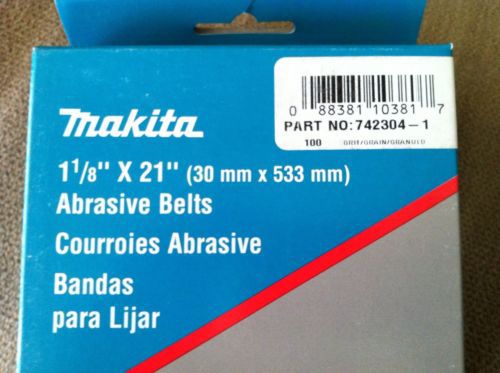 makita
1 1/8" X 21" (30 mm x 533 mm)
Abrasive Belts
Courroies Abrasive
Bandas
para Lijar
0 88381 10381 7
PART NO: 742304-1
100 GRIT/GRAIN/GRANULO